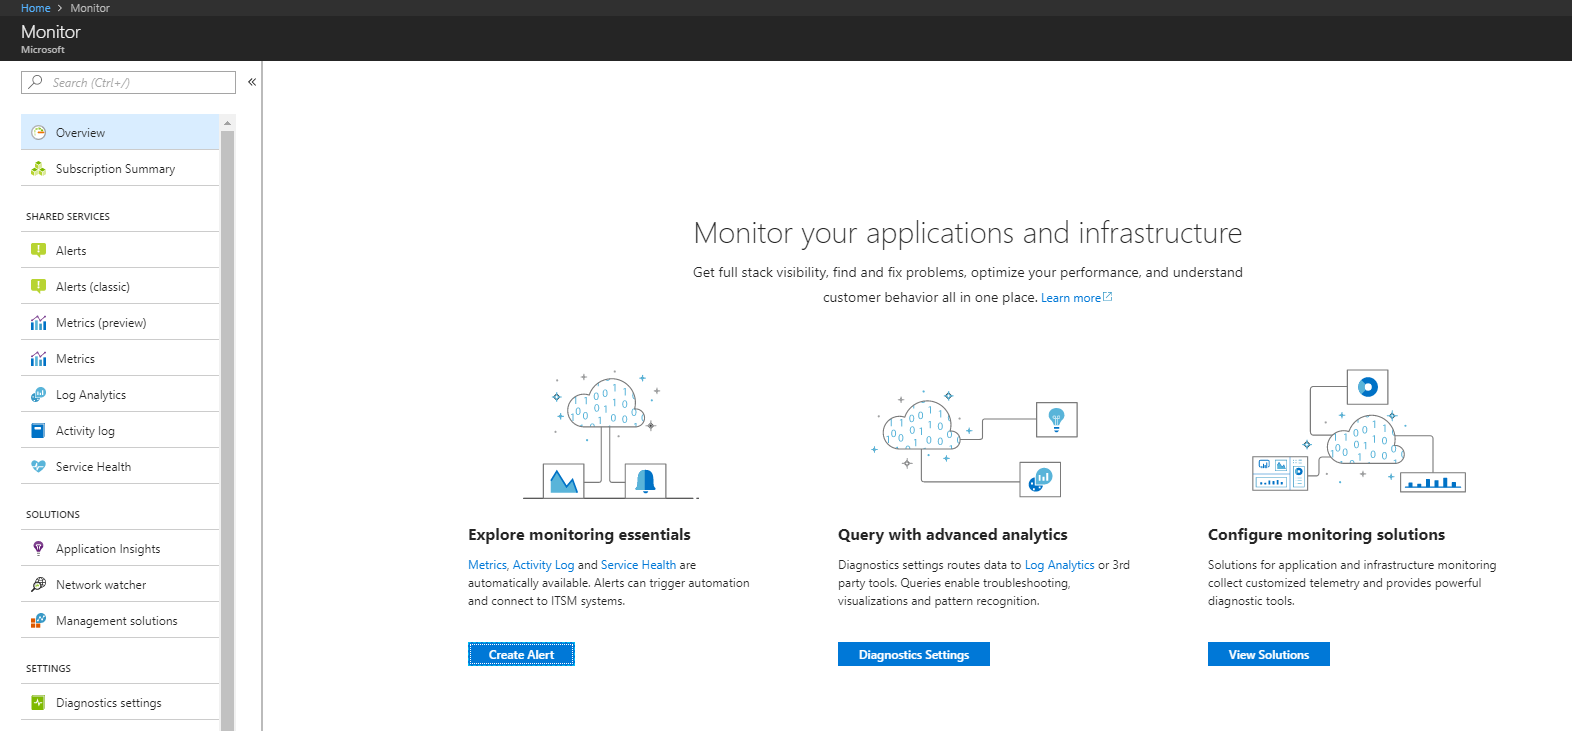 Home > Monitor
Monitor
Microsoft
Search (Ctrl+/)
Overview
Subscription Summary
SHARED SERVICES
Alerts
Alerts (classic)
Metrics (preview)
Metrics
Log Analytics
Activity log
Service Health
SOLUTIONS
Application Insights
Network watcher
Management solutions
SETTINGS
Diagnostics settings
Monitor your applications and infrastructure
Get full stack visibility, find and fix problems, optimize your performance, and understand
customer behavior all in one place. Learn more
Explore monitoring essentials
Metrics, Activity Log and Service Health are
automatically available. Alerts can trigger automation
and connect to ITSM systems.
Create Alert
Query with advanced analytics
Diagnostics settings routes data to Log Analytics or 3rd
party tools. Queries enable troubleshooting,
visualizations and pattern recognition.
Diagnostics Settings
Configure monitoring solutions
Solutions for application and infrastructure monitoring
collect customized telemetry and provides powerful
diagnostic tools.
View Solutions